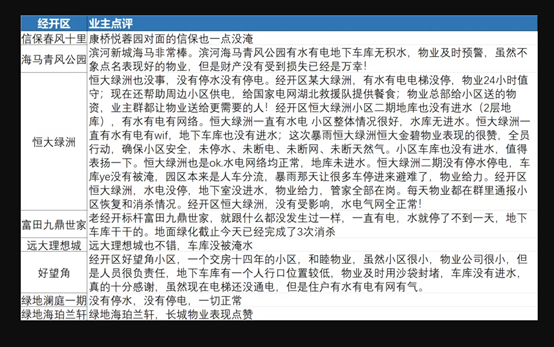 经开区 业主点评
信保春风十里 康桥悦蓉园对面的信保也一点没淹
海马青风公园 滨河新城海马非常棒。滨河海马青风公园有水有电地下车库无积水，物业及时预警，虽然不
象点名表现好的物业，但是财产没有受到损失已经是万幸！
恒大绿洲
恒大绿洲也没事，没有停水没有停电。经开区某大绿洲，有水有电电梯没停，物业24小时值
守；现在还帮助周边小区供电，给国家电网湖北救援队提供餐食；物业总部给小区送的物
资，业主群都让物业送给更需要的人！经开区恒大绿洲小区二期地库也没有进水（2层地
库），有水有电有网络。恒大绿洲一直有水电 小区整体情况很好，水库无进水。恒大绿洲一
直有水有电有wif，地下车库也没有进水；这次暴雨恒大绿洲恒大金碧物业表现的很赞，全员
行动，确保小区安全，未停水、未断电、未断网、未断天然气。小区车库也没有进水，值得
表扬一下。恒大绿洲也是ok.水电网络均正常，地库未进水。恒大绿洲二期没有停水停电，车
库ye没有被淹，园区本来是人车分流，暴雨那天让很多车停进来避难了，物业给力。经开区
恒大绿洲，水电没停，地下室没进水，物业给力，管家全部在岗。每天物业都在群里通报小
区恢复和消杀情况。经开区恒大绿洲，没有受影响，水电气网全正常！
富田九鼎世家
老经开标杆富田九鼎世家，就跟什么都没发生过一样，一直有电，水就停了不到一天，地下
车库干干的。地面绿化截止今天已经完成了3次消杀
远大理想城 远大理想城也不错，车库没被淹水
好望角
经开区好望角小区，一个交房十四年的小区，和睦物业，虽然小区很小，物业公司很小，但
是人员很负责任，地下车库有一个人行口位置较低，物业及时用沙袋封堵，车库没有进水，
真的十分感谢，虽然现在电梯还没通电，但是住户有水有电有网有气。
绿地澜庭一期 没有停水，没有停电，一切正常
绿地海珀兰轩 绿地海珀兰轩，长城物业表现点赞